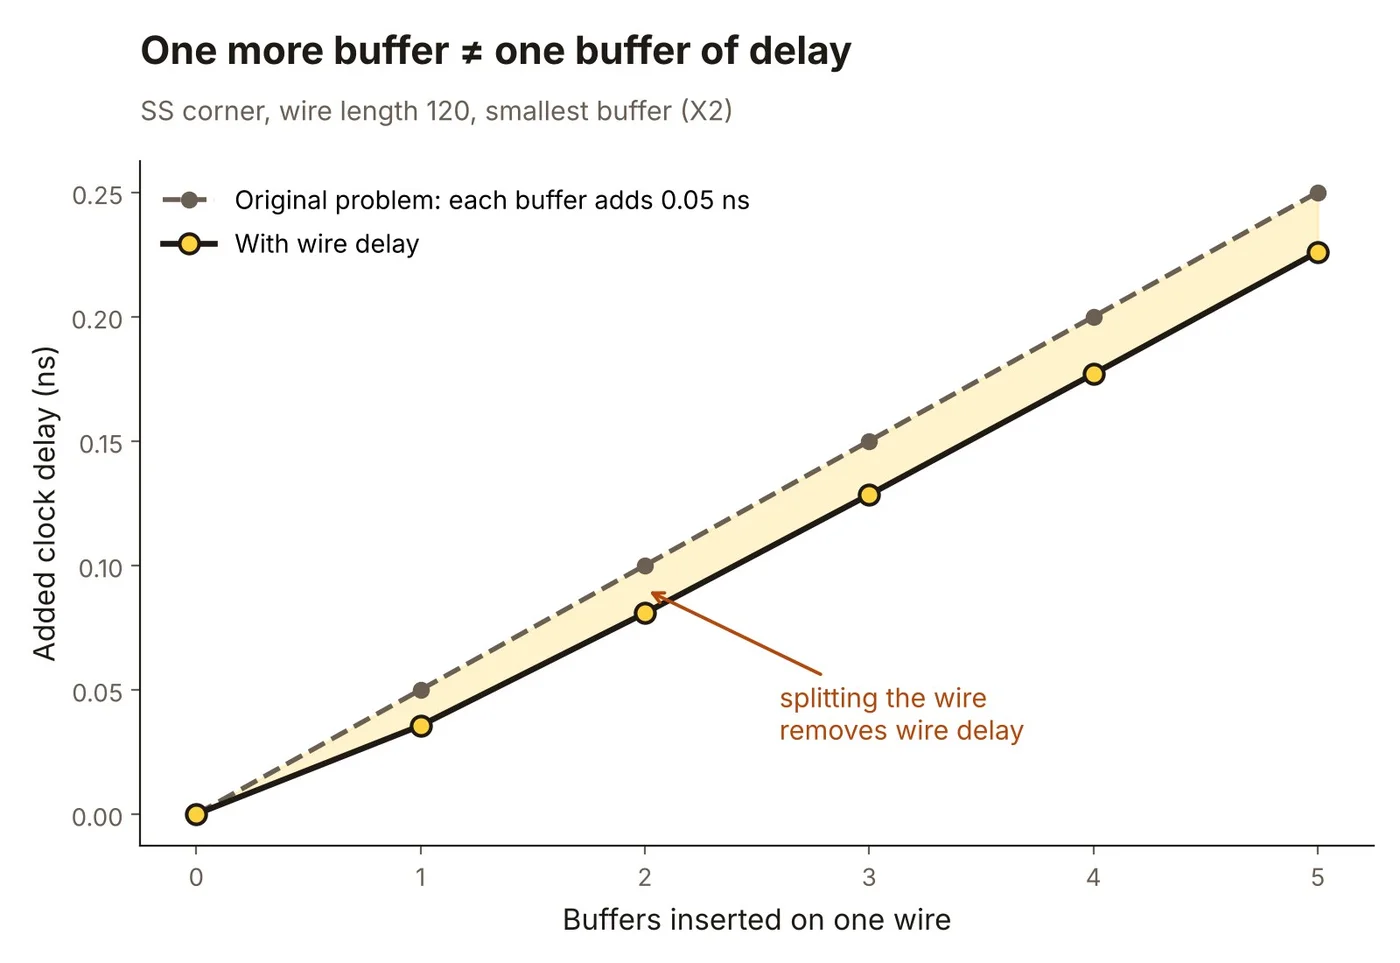 One more buffer ≠ one buffer of delay
SS corner, wire length 120, smallest buffer (X2)
Original problem: each buffer adds 0.05 ns
With wire delay
0.25
0.20
0.15
0.10
0.05
0.00
Added clock delay (ns)
splitting the wire
removes wire delay
0 1 2 3 4 5
Buffers inserted on one wire